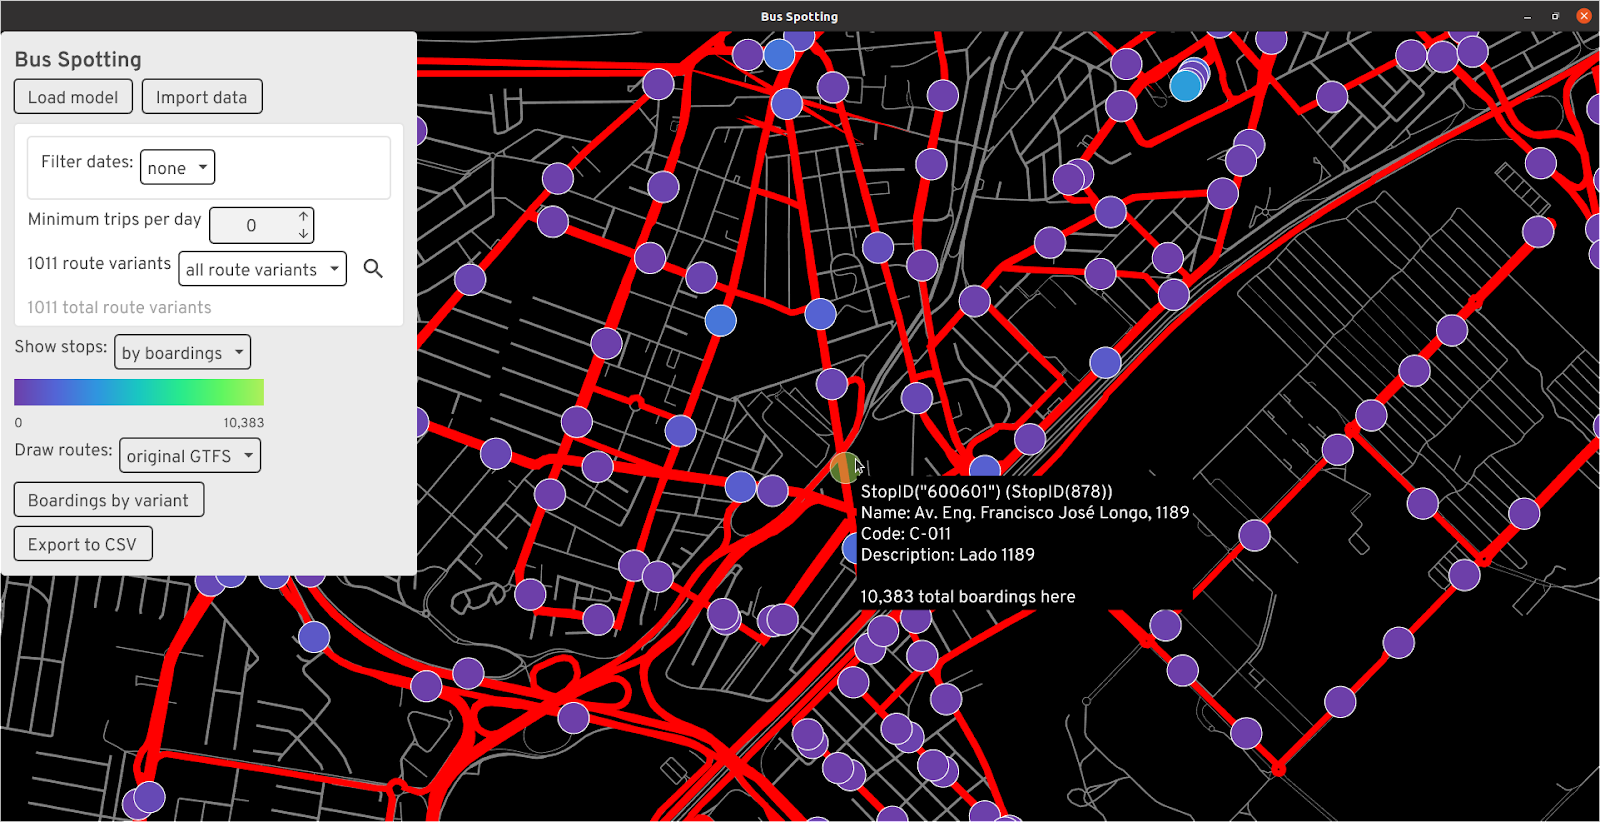 Bus Spotting
Bus Spotting
Load model
Import data
Filter dates: none
Minimum trips per day 0
1011 route variants all route variants
1011 total route variants
Show stops: by boardings
0 10,383
Draw routes: original GTFS
Boardings by variant
Export to CSV
StopID("600601") (StopID(878))
Name: Av. Eng. Francisco José Longo, 1189
Code: C-011
Description: Lado 1189
10,383 total boardings here